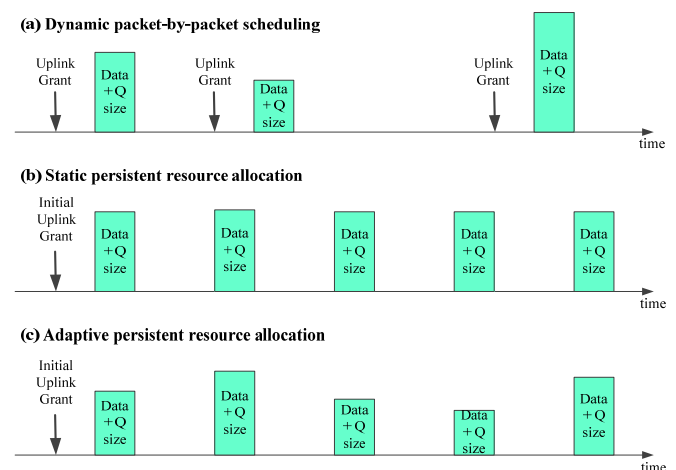 (a) Dynamic packet-by-packet scheduling
Uplink
Grant
Data
+Q
size
Uplink
Grant
Data
+Q
size
Uplink
Grant
Data
+Q
size
time
(b) Static persistent resource allocation
Initial
Uplink
Grant
Data
+Q
size
Data
+Q
size
Data
+Q
size
Data
+Q
size
Data
+Q
size
time
(c) Adaptive persistent resource allocation
Initial
Uplink
Grant
Data
+Q
size
Data
+Q
size
Data
+Q
size
Data
+Q
size
Data
+Q
size
time